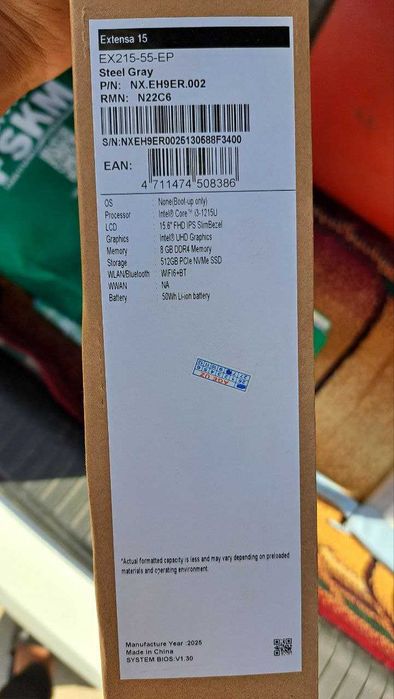 Extensa 15
EX215-55-EP
Steel Gray
P/N: NX.EH9ER.002
RMN: N22C6
S/N:NXEH9ER0025130588F3400
EAN:
4 711474 508386
OS : None(Boot-up only)
Processor : Intel® Core™ i3-1215U
LCD : 15.6" FHD IPS SlimBezel
Graphics : Intel® UHD Graphics
Memory : 8 GB DDR4 Memory
Storage : 512GB PCIe NVMe SSD
WLAN/Bluetooth : WIFI6+BT
WWAN : NA
Battery : 50Wh Li-ion battery
*Actual formatted capacity is less and may vary depending on preloaded
materials and operating environment.
Manufacture Year :2025
Made in China
SYSTEM BIOS:V1.30